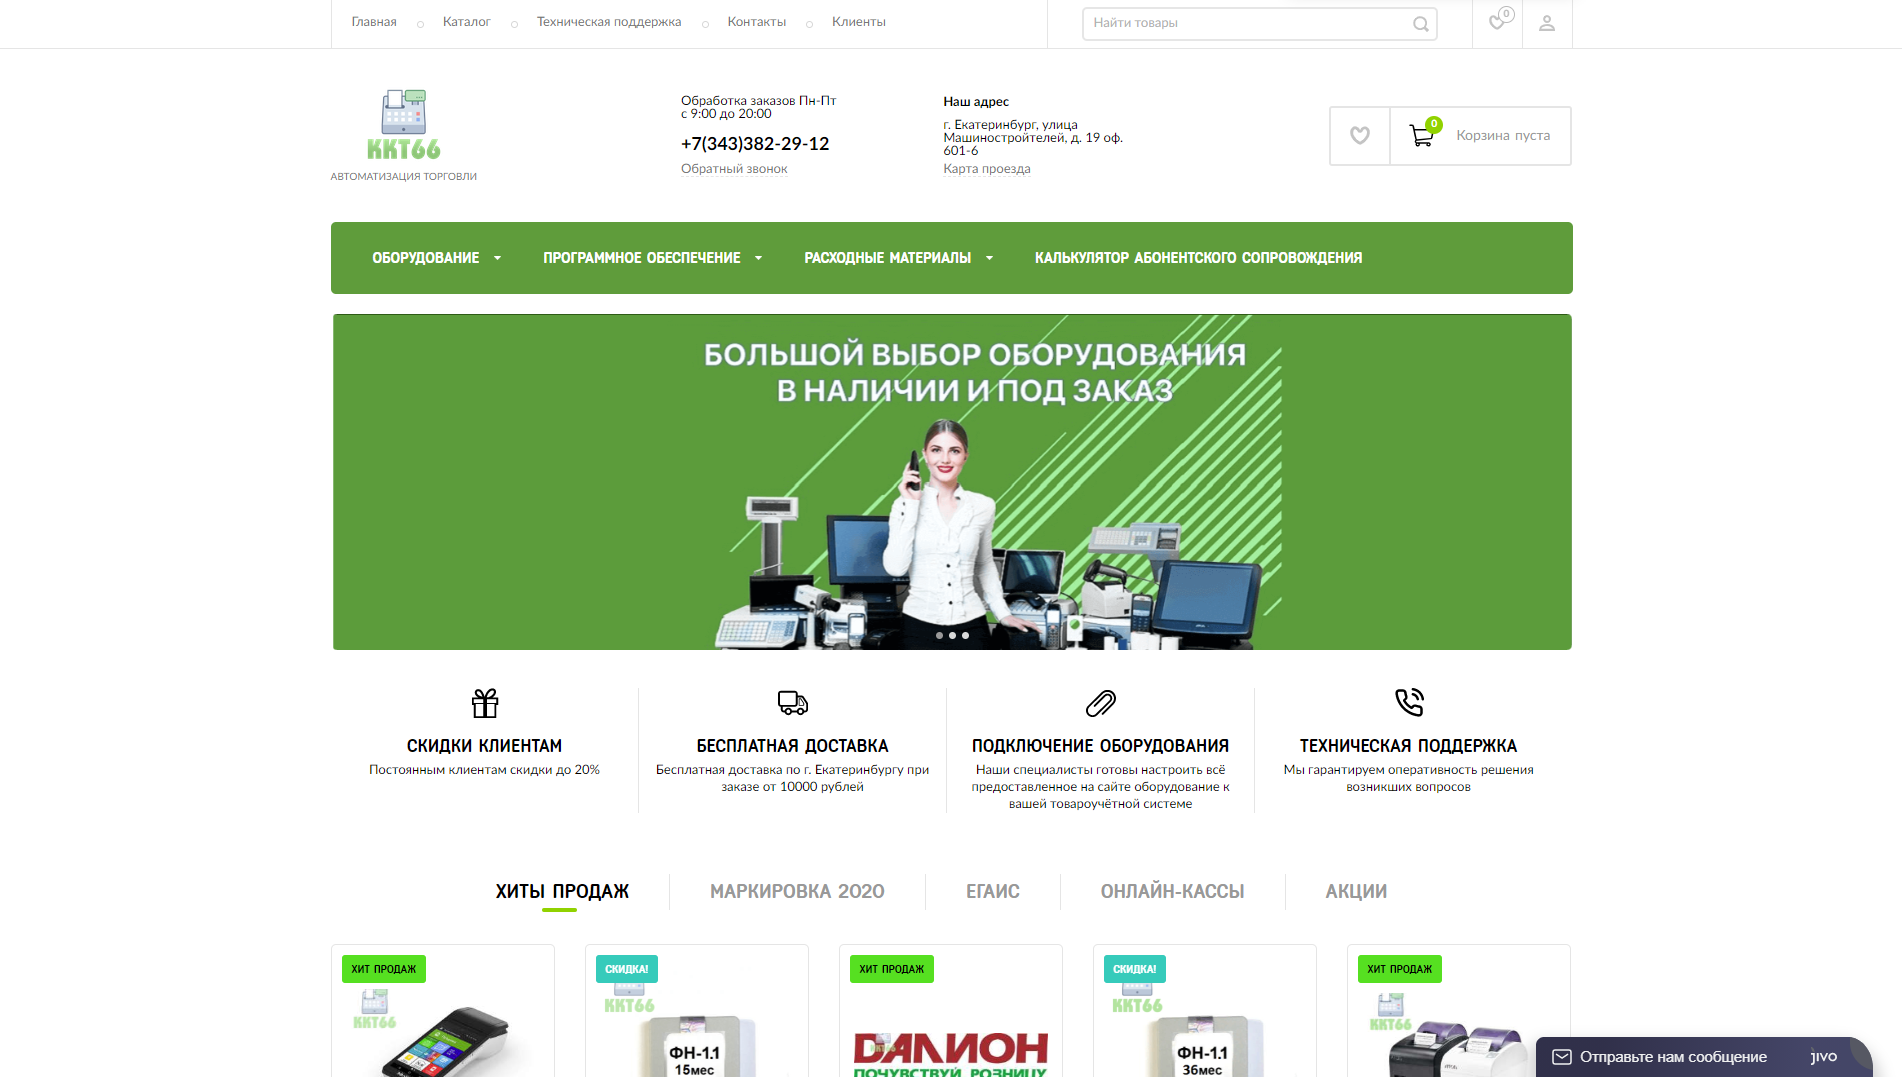 Главная
Каталог
Техническая поддержка
Контакты
Клиенты
Найти товары
0
ККТ66
АВТОМАТИЗАЦИЯ ТОРГОВЛИ
Обработка заказов Пн-Пт
с 9:00 до 20:00
+7(343)382-29-12
Обратный звонок
Наш адрес
г. Екатеринбург, улица
Машиностройтелей, д. 19 оф.
601-6
Карта проезда
0
Корзина пуста
ОБОРУДОВАНИЕ
ПРОГРАММНОЕ ОБЕСПЕЧЕНИЕ
РАСХОДНЫЕ МАТЕРИАЛЫ
КАЛЬКУЛЯТОР АБОНЕНТСКОГО СОПРОВОЖДЕНИЯ
БОЛЬШОЙ ВЫБОР ОБОРУДОВАНИЯ
В НАЛИЧИИ И ПОД ЗАКАЗ
СКИДКИ КЛИЕНТАМ
Постоянным клиентам скидки до 20%
БЕСПЛАТНАЯ ДОСТАВКА
Бесплатная доставка по г. Екатеринбургу при
заказе от 10000 рублей
ПОДКЛЮЧЕНИЕ ОБОРУДОВАНИЯ
Наши специалисты готовы настроить всё
предоставленное на сайте оборудование к
вашей товароучётной системе
ТЕХНИЧЕСКАЯ ПОДДЕРЖКА
Мы гарантируем оперативность решения
возникших вопросов
ХИТЫ ПРОДАЖ
МАРКИРОВКА 2020
ЕГАИС
ОНЛАЙН-КАССЫ
АКЦИИ
ХИТ ПРОДАЖ
ККТ66
СКИДКА!
ККТ66
ФН-1.1
15мес
ХИТ ПРОДАЖ
ДАЛИОН
ПОЧУВСТВУЙ РОЗНИЦУ
СКИДКА!
ККТ66
ФН-1.1
36мес
ХИТ ПРОДАЖ
ККТ66
Отправьте нам сообщение
jivo